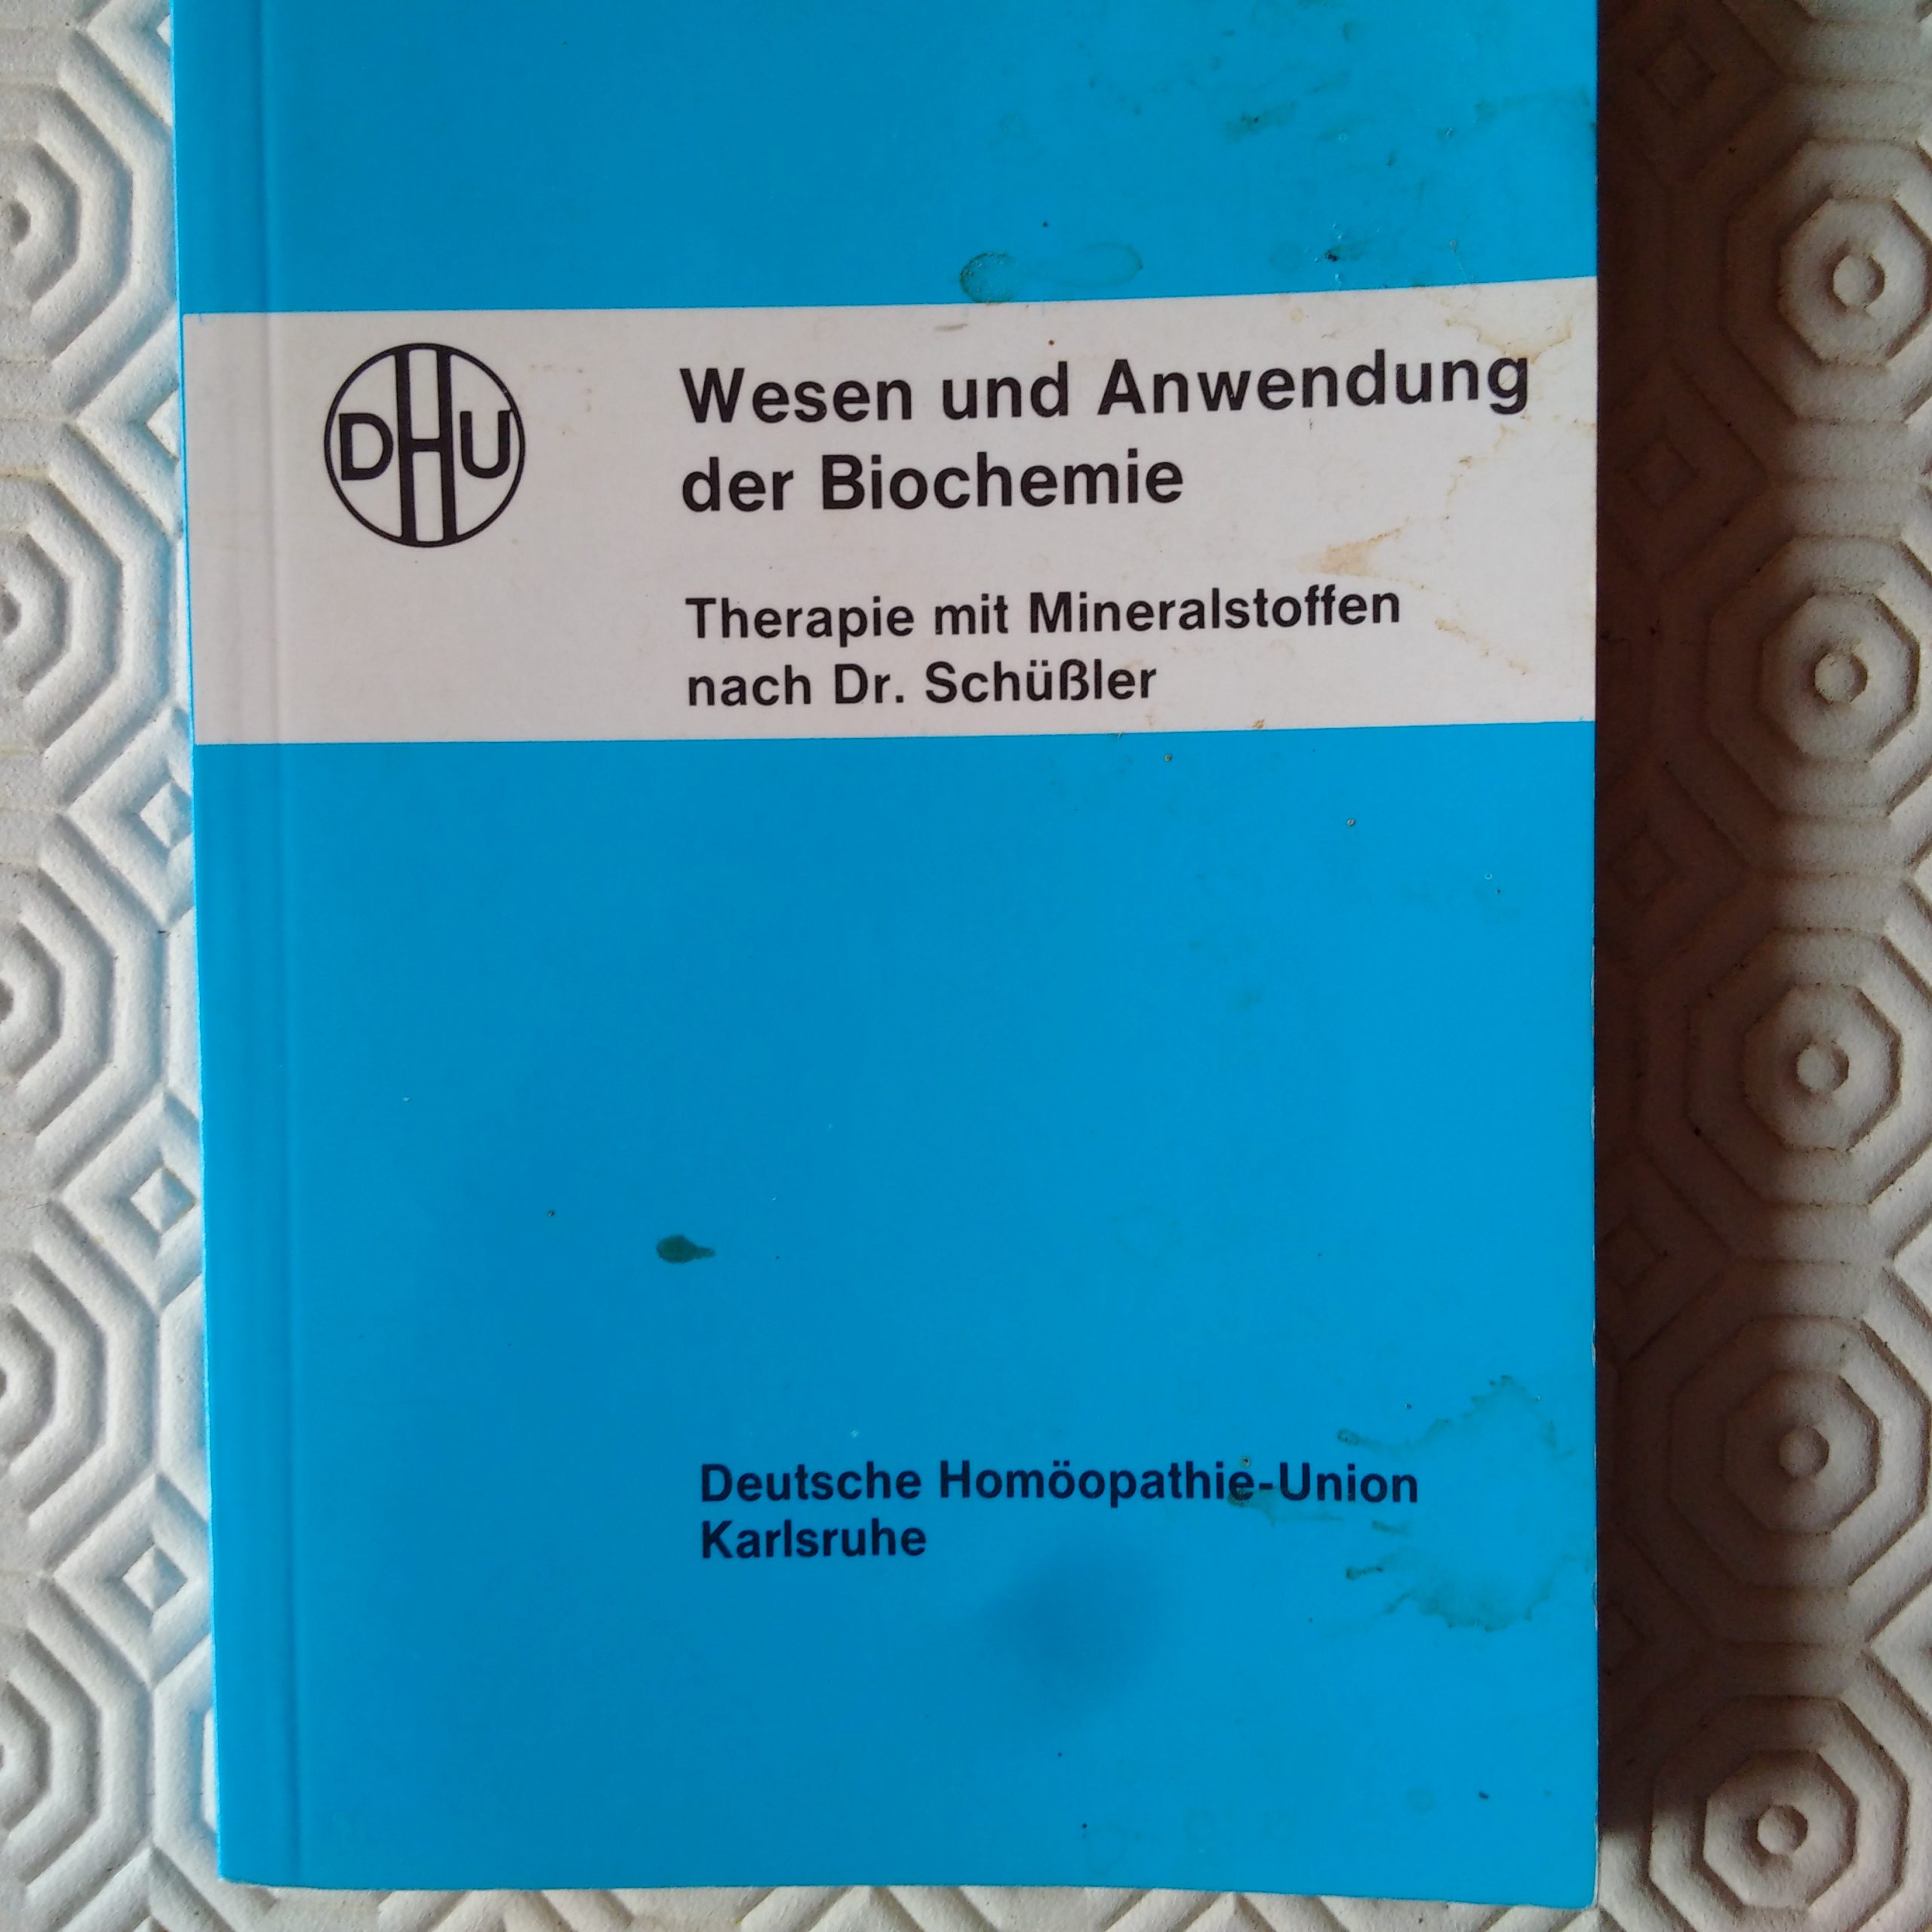 DHU
Wesen und Anwendung
der Biochemie
Therapie mit Mineralstoffen
nach Dr. Schüßler
Deutsche Homöopathie-Union
Karlsruhe